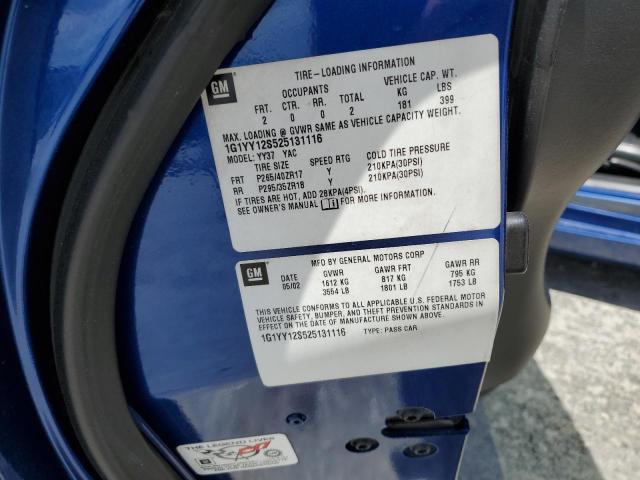 GM
TIRE-LOADING INFORMATION
OCCUPANTS VEHICLE CAP. WT.
FRT. CTR. RR. TOTAL KG LBS
2 0 0 2 181 399
MAX. LOADING @ GVWR SAME AS VEHICLE CAPACITY WEIGHT.
1G1YY12S525131116
MODEL: YY37 YAC
TIRE SIZE SPEED RTG COLD TIRE PRESSURE
FRT P265/40ZR17 Y 210KPA(30PSI)
RR P295/35ZR18 Y 210KPA(30PSI)
IF TIRES ARE HOT, ADD 28KPA(4PSI).
SEE OWNER'S MANUAL FOR MORE INFORMATION.
GM
MFD BY GENERAL MOTORS CORP
DATE GVWR GAWR FRT GAWR RR
05/02 1612 KG 817 KG 795 KG
3554 LB 1801 LB 1753 LB
THIS VEHICLE CONFORMS TO ALL APPLICABLE U.S. FEDERAL MOTOR
VEHICLE SAFETY, BUMPER, AND THEFT PREVENTION STANDARDS IN
EFFECT ON THE DATE OF MANUFACTURE SHOWN ABOVE.
1G1YY12S525131116 TYPE: PASS CAR
THE LEGEND LIVES
GM